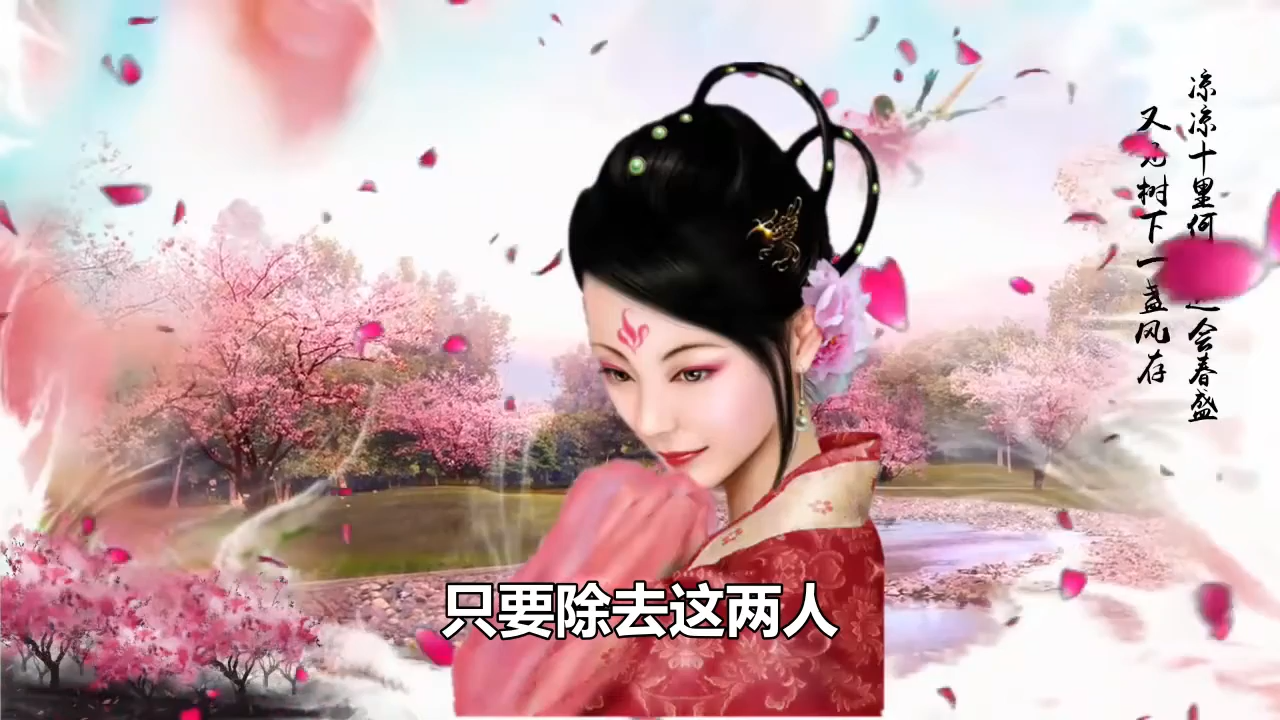 凉凉十里何会春盛
又树下一盏风存
只要除去这两人